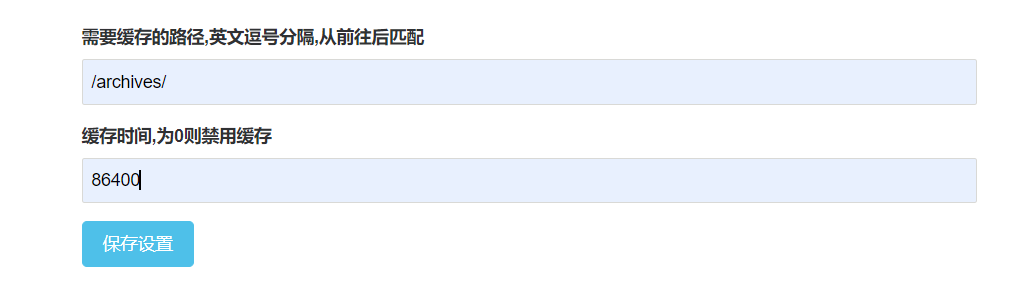 需要缓存的路径,英文逗号分隔,从前往后匹配
/archives/
缓存时间,为0则禁用缓存
86400
保存设置